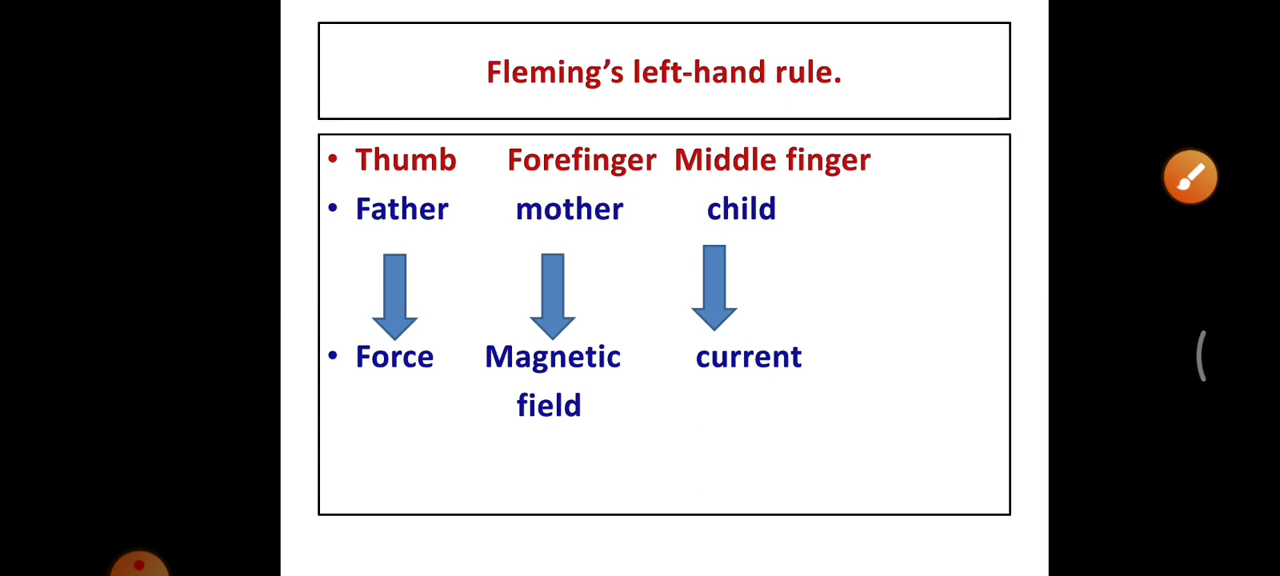 Fleming’s left-hand rule.
• Thumb Forefinger Middle finger
• Father mother child
• Force Magnetic current
field